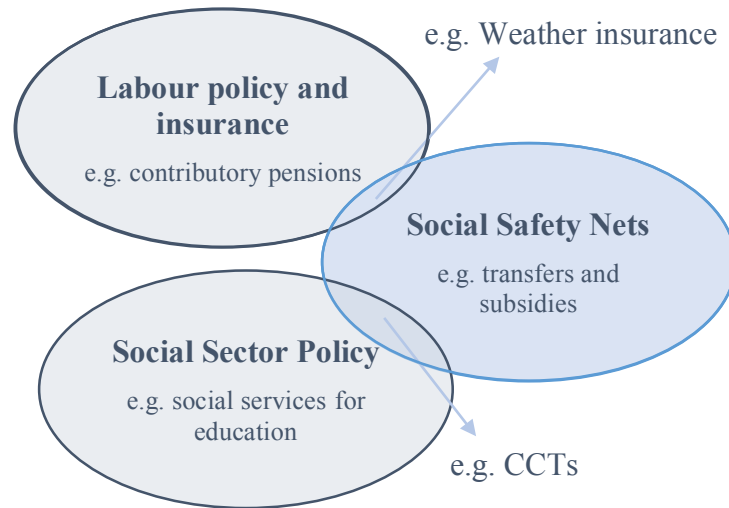 e.g. Weather insurance
Labour policy and
insurance
e.g. contributory pensions
Social Safety Nets
e.g. transfers and
subsidies
Social Sector Policy
e.g. social services for
education
e.g. CCTs